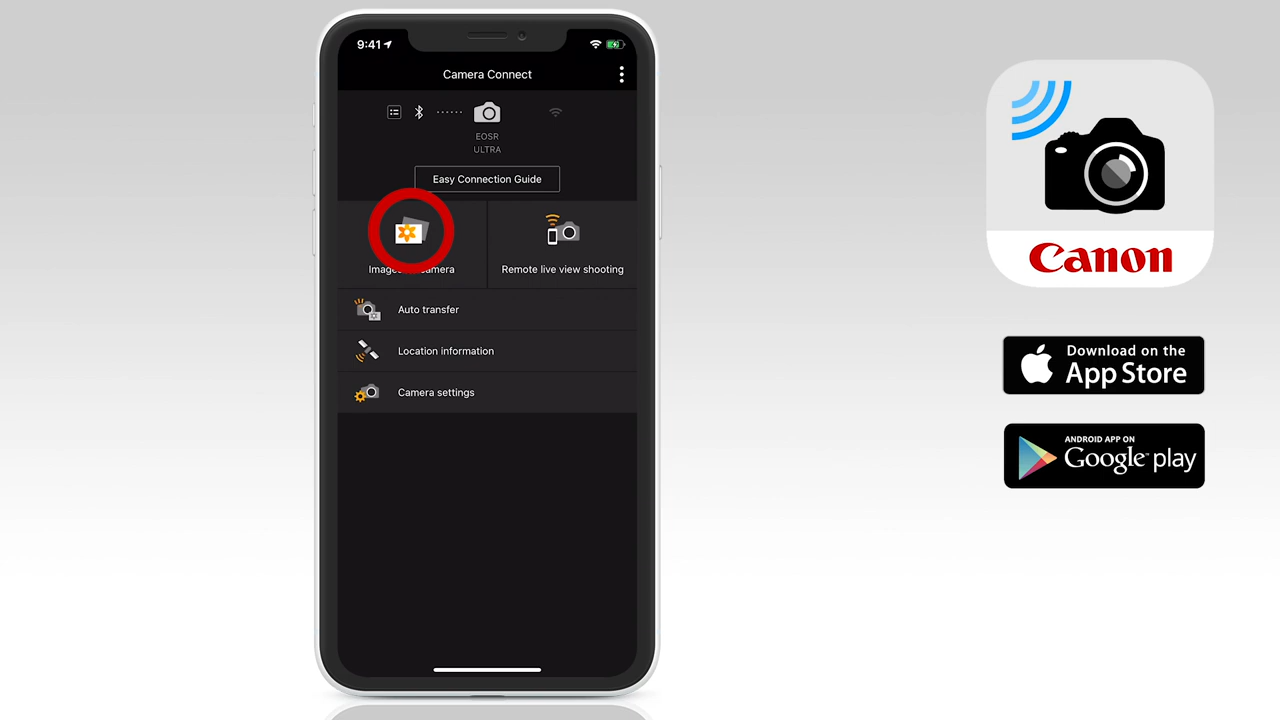 9:41
Camera Connect
EOSR
ULTRA
Easy Connection Guide
Images camera
Remote live view shooting
Auto transfer
Location information
Camera settings
Canon
Download on the
App Store
ANDROID APP ON
Google play